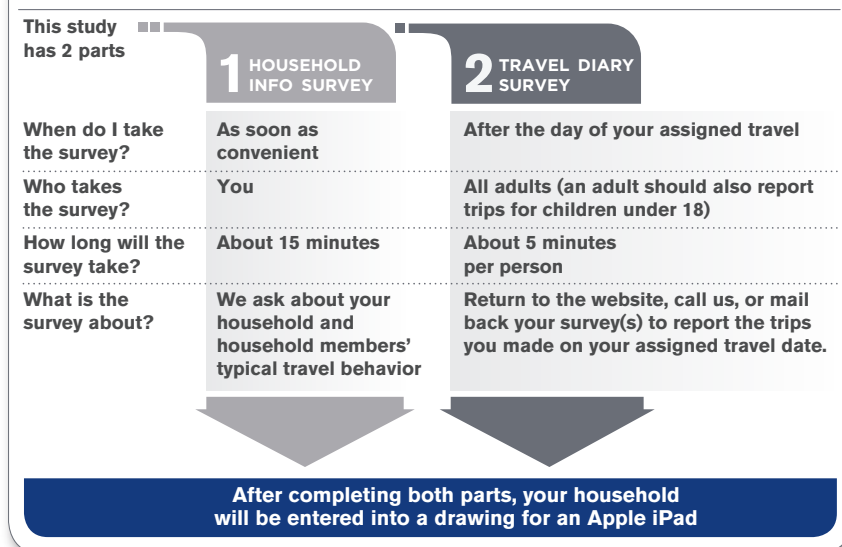 This study
has 2 parts
1 HOUSEHOLD
INFO SURVEY
2 TRAVEL DIARY
SURVEY
When do I take
the survey?
As soon as
convenient
After the day of your assigned travel
Who takes
the survey?
You
All adults (an adult should also report
trips for children under 18)
How long will the
survey take?
About 15 minutes
About 5 minutes
per person
What is the
survey about?
We ask about your
household and
household members’
typical travel behavior
Return to the website, call us, or mail
back your survey(s) to report the trips
you made on your assigned travel date.
After completing both parts, your household
will be entered into a drawing for an Apple iPad